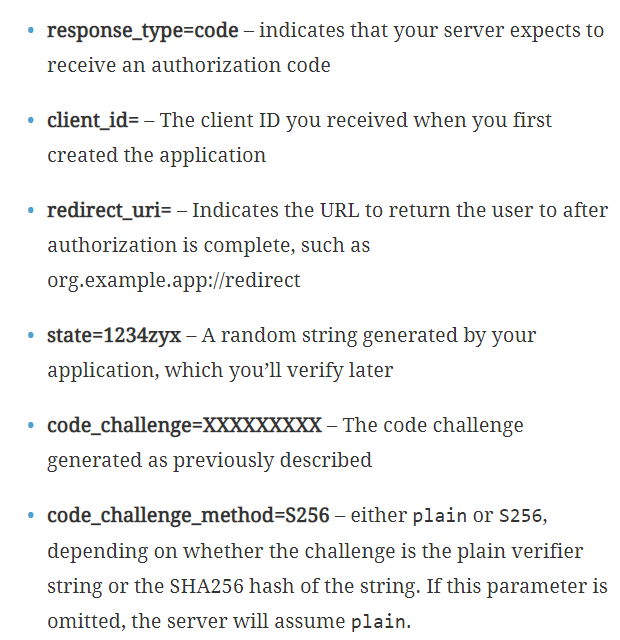 • response_type=code – indicates that your server expects to
receive an authorization code
• client_id= – The client ID you received when you first
created the application
• redirect_uri= – Indicates the URL to return the user to after
authorization is complete, such as
org.example.app://redirect
• state=1234zyx – A random string generated by your
application, which you’ll verify later
• code_challenge=XXXXXXXXX – The code challenge
generated as previously described
• code_challenge_method=S256 – either plain or S256,
depending on whether the challenge is the plain verifier
string or the SHA256 hash of the string. If this parameter is
omitted, the server will assume plain.